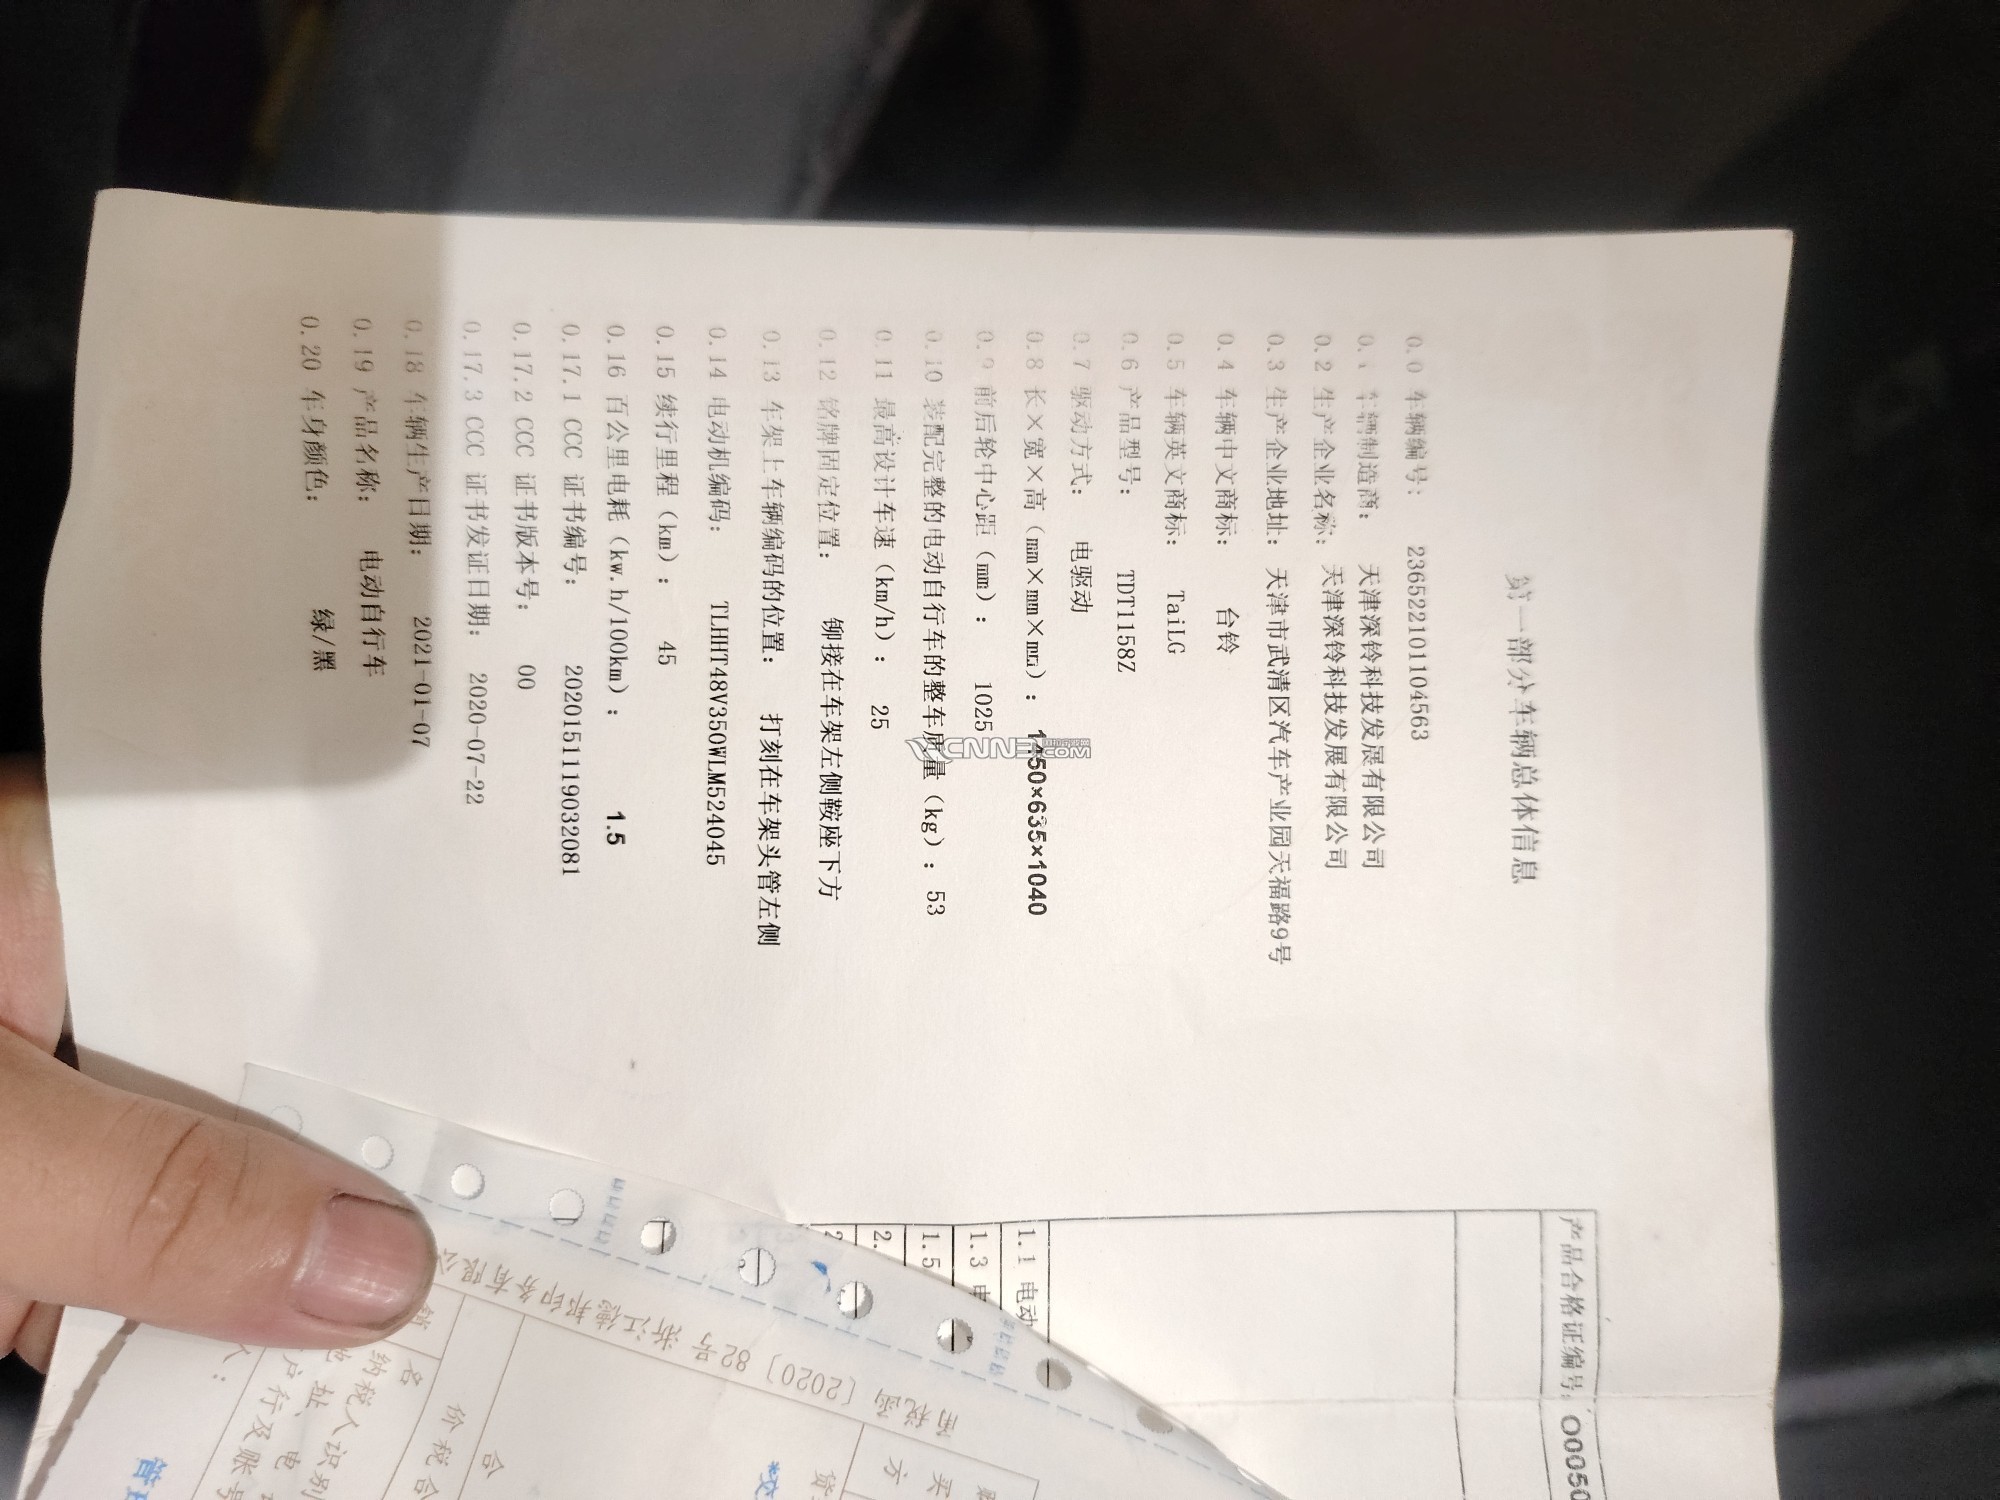 第一部分车辆总体信息
0.0 车辆编号： 236522101104563
0.1 车辆制造商： 天津深铃科技发展有限公司
0.2 生产企业名称： 天津深铃科技发展有限公司
0.3 生产企业地址： 天津市武清区汽车产业园天福路9号
0.4 车辆中文商标： 台铃
0.5 车辆英文商标： TaiLG
0.6 产品型号： TDT1158Z
0.7 驱动方式： 电驱动
0.8 长×宽×高（mm×mm×mm）： 1450×635×1040
0.9 前后轮中心距（mm）： 1025
0.10 装配完整的电动自行车的整车质量（kg）： 53
0.11 最高设计车速（km/h）： 25
0.12 铭牌固定位置： 铆接在车架左侧鞍座下方
0.13 车架上车辆编码的位置： 打刻在车架头管左侧
0.14 电动机编码： TLHHT48V350WLM524045
0.15 续行里程（km）： 45
0.16 百公里电耗（kw.h/100km）： 1.5
0.17.1 CCC 证书编号： 2020151119032081
0.17.2 CCC 证书版本号： 00
0.17.3 CCC 证书发证日期： 2020-07-22
0.18 车辆生产日期： 2021-01-07
0.19 产品名称： 电动自行车
0.20 车身颜色： 绿/黑
产品合格证编号： 00050
1.1 电动
1.3 电
1.5
2.
2
税函〔2020〕82号浙江德邦印务有限公
买
方
价税合
合
名
纳税人识别
地 址、电
户行及账号
人：
CNNB.COM